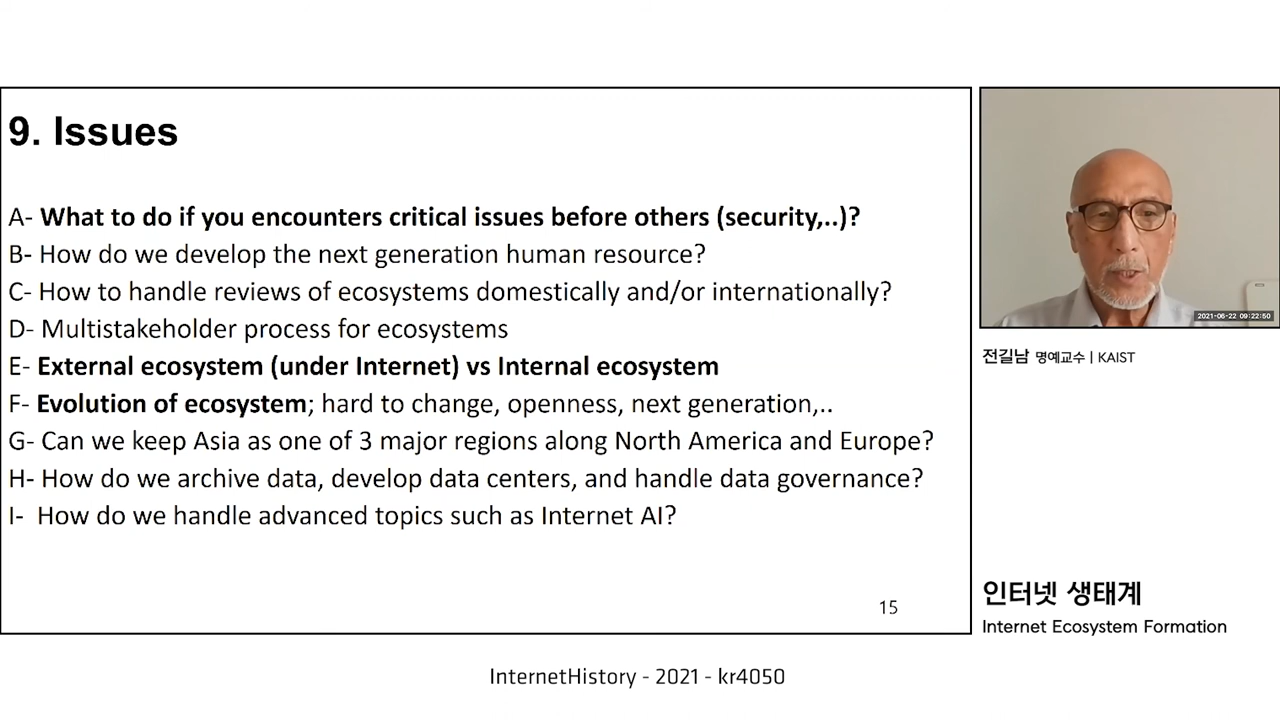 9. Issues
A- What to do if you encounters critical issues before others (security,..)?
B- How do we develop the next generation human resource?
C- How to handle reviews of ecosystems domestically and/or internationally?
D- Multistakeholder process for ecosystems
E- External ecosystem (under Internet) vs Internal ecosystem
F- Evolution of ecosystem; hard to change, openness, next generation,..
G- Can we keep Asia as one of 3 major regions along North America and Europe?
H- How do we archive data, develop data centers, and handle data governance?
I- How do we handle advanced topics such as Internet AI?
15
2021-06-22 09:22:50
전길남 명예교수 | KAIST
인터넷 생태계
Internet Ecosystem Formation
InternetHistory - 2021 - kr4050